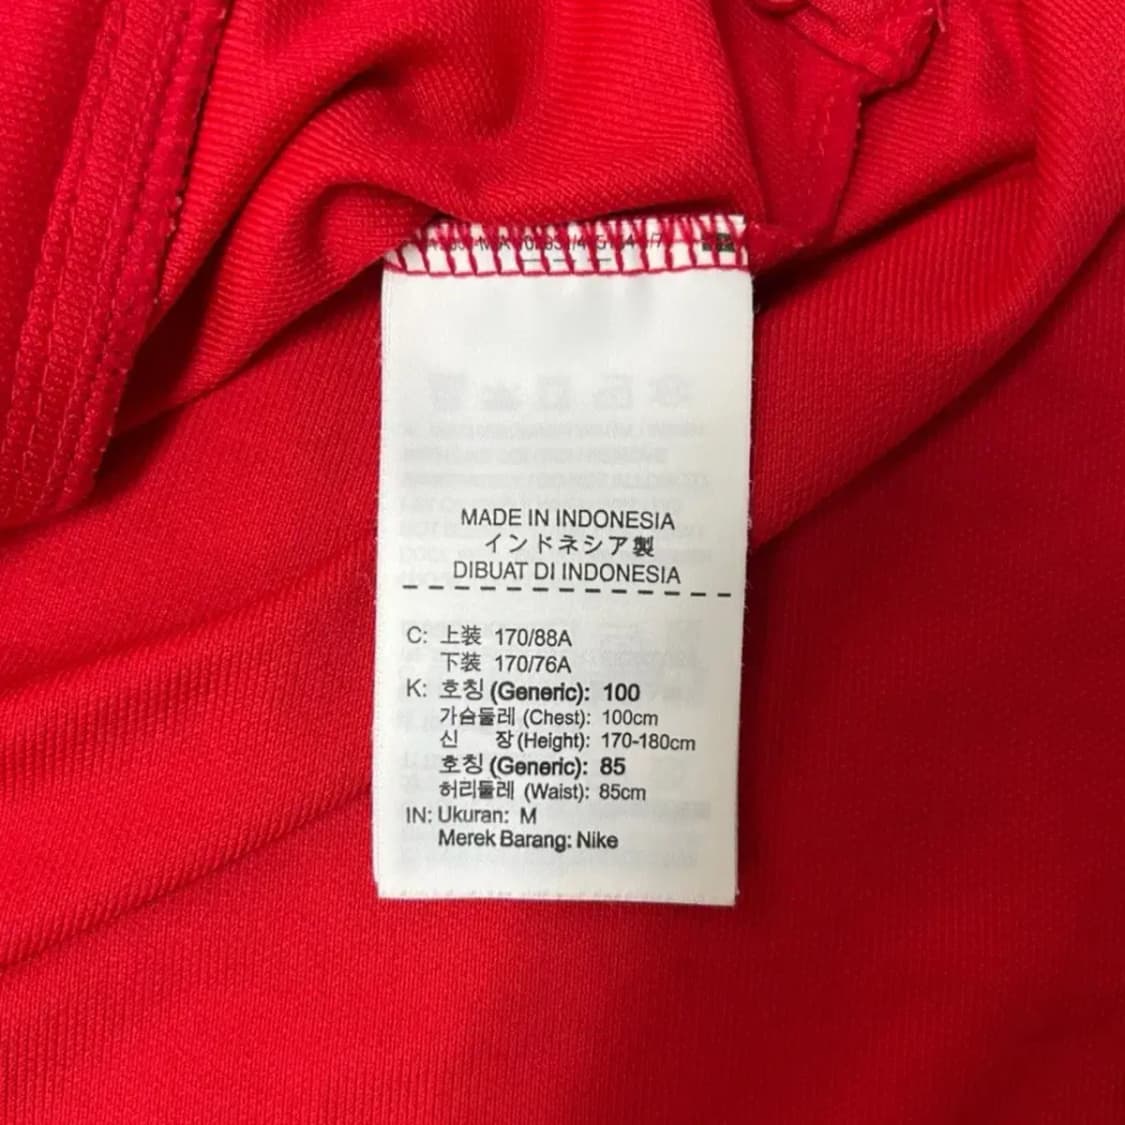 MADE IN INDONESIA
インドネシア製
DIBUAT DI INDONESIA
C: 上装 170/88A
下装 170/76A
K: 호칭 (Generic): 100
가슴둘레 (Chest): 100cm
신 장 (Height): 170-180cm
호칭 (Generic): 85
허리둘레 (Waist): 85cm
IN: Ukuran: M
Merek Barang: Nike